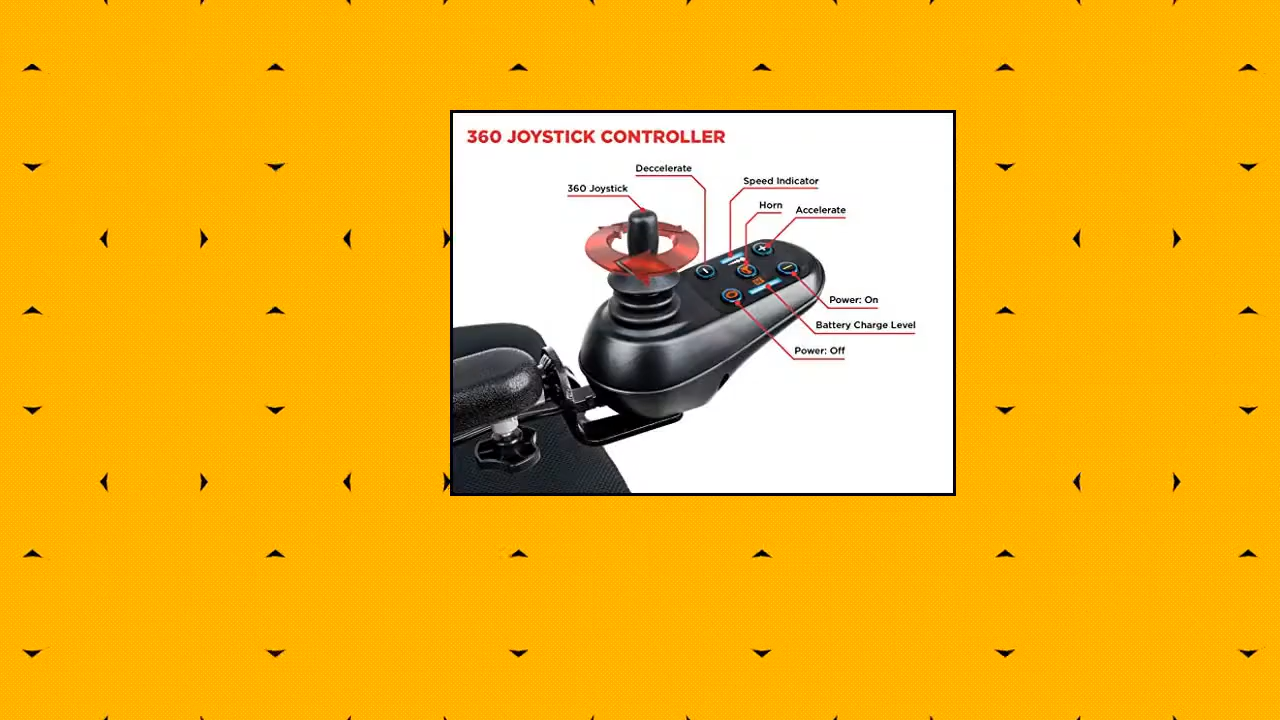 360 JOYSTICK CONTROLLER
Deccelerate
Speed Indicator
360 Joystick
Horn
Accelerate
Power: On
Battery Charge Level
Power: Off